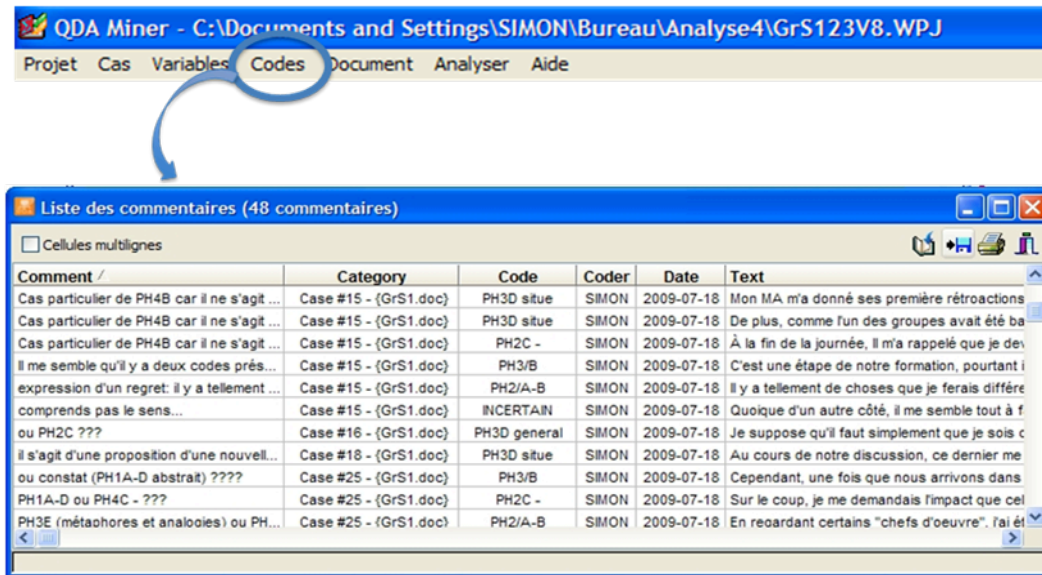 QDA Miner - C:\Documents and Settings\SIMON\Bureau\Analyse4\GrS123V8.WPJ
Projet Cas Variables Codes Document Analyser Aide
Liste des commentaires (48 commentaires)
Cellules multilignes
Comment Category Code Coder Date Text
Cas particulier de PH4B car il ne s'agit ... Case #15 - {GrS1.doc} PH3D situe SIMON 2009-07-18 Mon MA m'a donné ses première rétroactions
Cas particulier de PH4B car il ne s'agit ... Case #15 - {GrS1.doc} PH3D situe SIMON 2009-07-18 De plus, comme l'un des groupes avait été ba
Cas particulier de PH4B car il ne s'agit ... Case #15 - {GrS1.doc} PH2C - SIMON 2009-07-18 À la fin de la journée, Il m'a rappelé que je dev
Il me semble qu'il y a deux codes prés... Case #15 - {GrS1.doc} PH3/B SIMON 2009-07-18 C'est une étape de notre formation, pourtant i
expression d'un regret: il y a tellement ... Case #15 - {GrS1.doc} PH2/A-B SIMON 2009-07-18 Il y a tellement de choses que je ferais différe
comprends pas le sens... Case #15 - {GrS1.doc} INCERTAIN SIMON 2009-07-18 Quoique d'un autre côté, il me semble tout à f
ou PH2C ??? Case #16 - {GrS1.doc} PH3D general SIMON 2009-07-18 Je suppose qu'il faut simplement que je sois c
il s'agit d'une proposition d'une nouvell... Case #18 - {GrS1.doc} PH3D situe SIMON 2009-07-18 Au cours de notre discussion, ce dernier me
ou constat (PH1A-D abstrait) ???? Case #25 - {GrS1.doc} PH3/B SIMON 2009-07-18 Cependant, une fois que nous arrivons dans
PH1A-D ou PH4C - ??? Case #25 - {GrS1.doc} PH2C - SIMON 2009-07-18 Sur le coup, je me demandais l'impact que cel
PH3E (métaphores et analogies) ou PH... Case #25 - {GrS1.doc} PH2/A-B SIMON 2009-07-18 En regardant certains "chefs d'oeuvre", j'ai ét